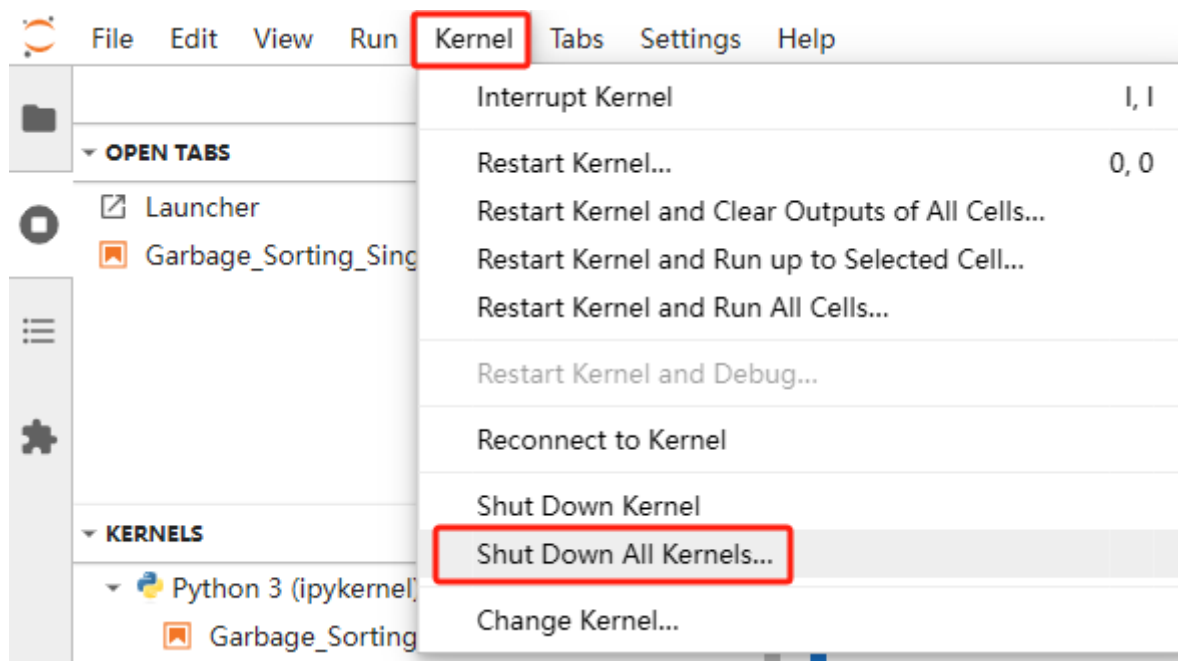 File Edit View Run Kernel Tabs Settings Help
OPEN TABS
Launcher
Garbage_Sorting_Sing
KERNELS
Python 3 (ipykernel)
Garbage_Sorting
Interrupt Kernel I, I
Restart Kernel... 0, 0
Restart Kernel and Clear Outputs of All Cells...
Restart Kernel and Run up to Selected Cell...
Restart Kernel and Run All Cells...
Restart Kernel and Debug...
Reconnect to Kernel
Shut Down Kernel
Shut Down All Kernels...
Change Kernel...